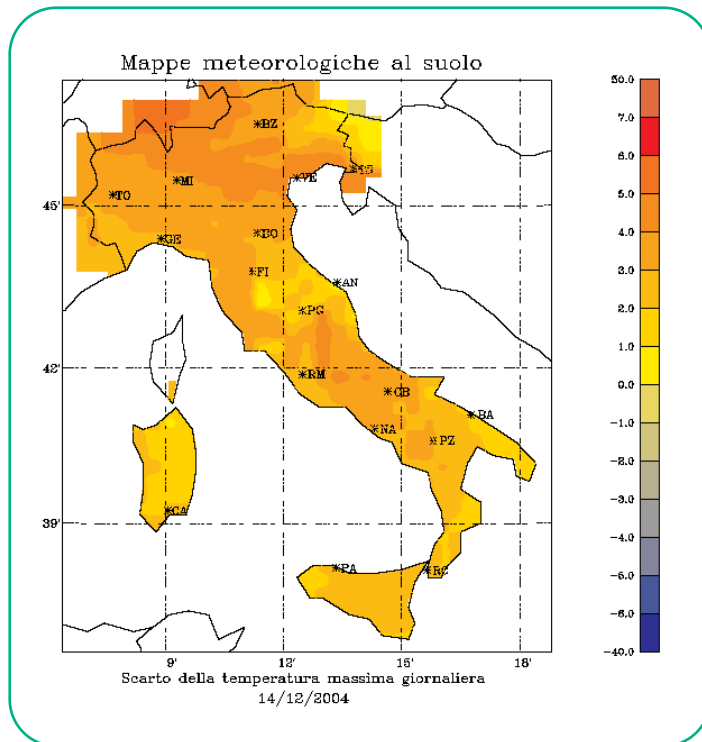 Mappe meteorologiche al suolo
50.0
7.0
6.0
BZ
5.0
TS
VE
MI
TO
4.0
45'
BO
GE
3.0
FI
AN
2.0
PG
1.0
42'
RM
0.0
CB
BA
-1.0
NA
PZ
-2.0
-3.0
CA
39'
-4.0
PA
RC
-5.0
-6.0
-40.0
9' 12' 15' 18'
Scarto della temperatura massima giornaliera
14/12/2004